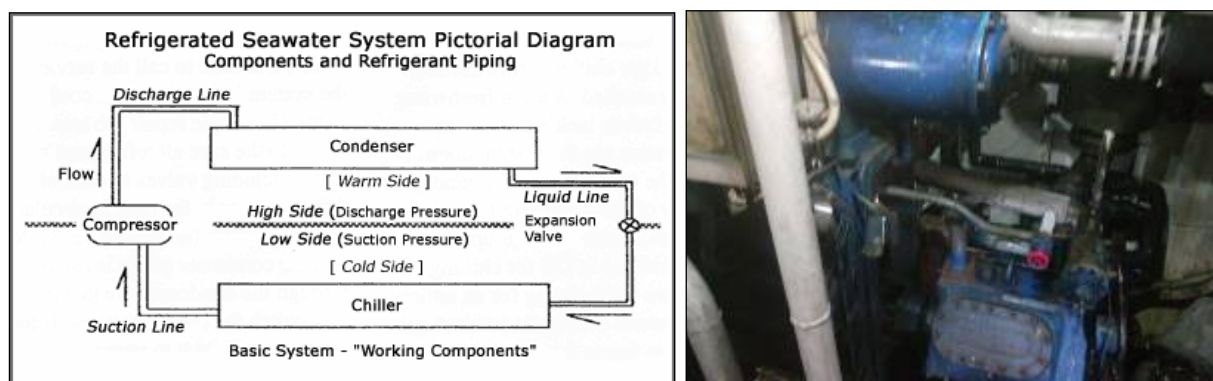 Refrigerated Seawater System Pictorial Diagram
Components and Refrigerant Piping
Discharge Line
Condenser
Flow
[ Warm Side ]
Liquid Line
High Side (Discharge Pressure)
Compressor
Expansion
Valve
Low Side (Suction Pressure)
[ Cold Side ]
Chiller
Suction Line
Basic System - "Working Components"